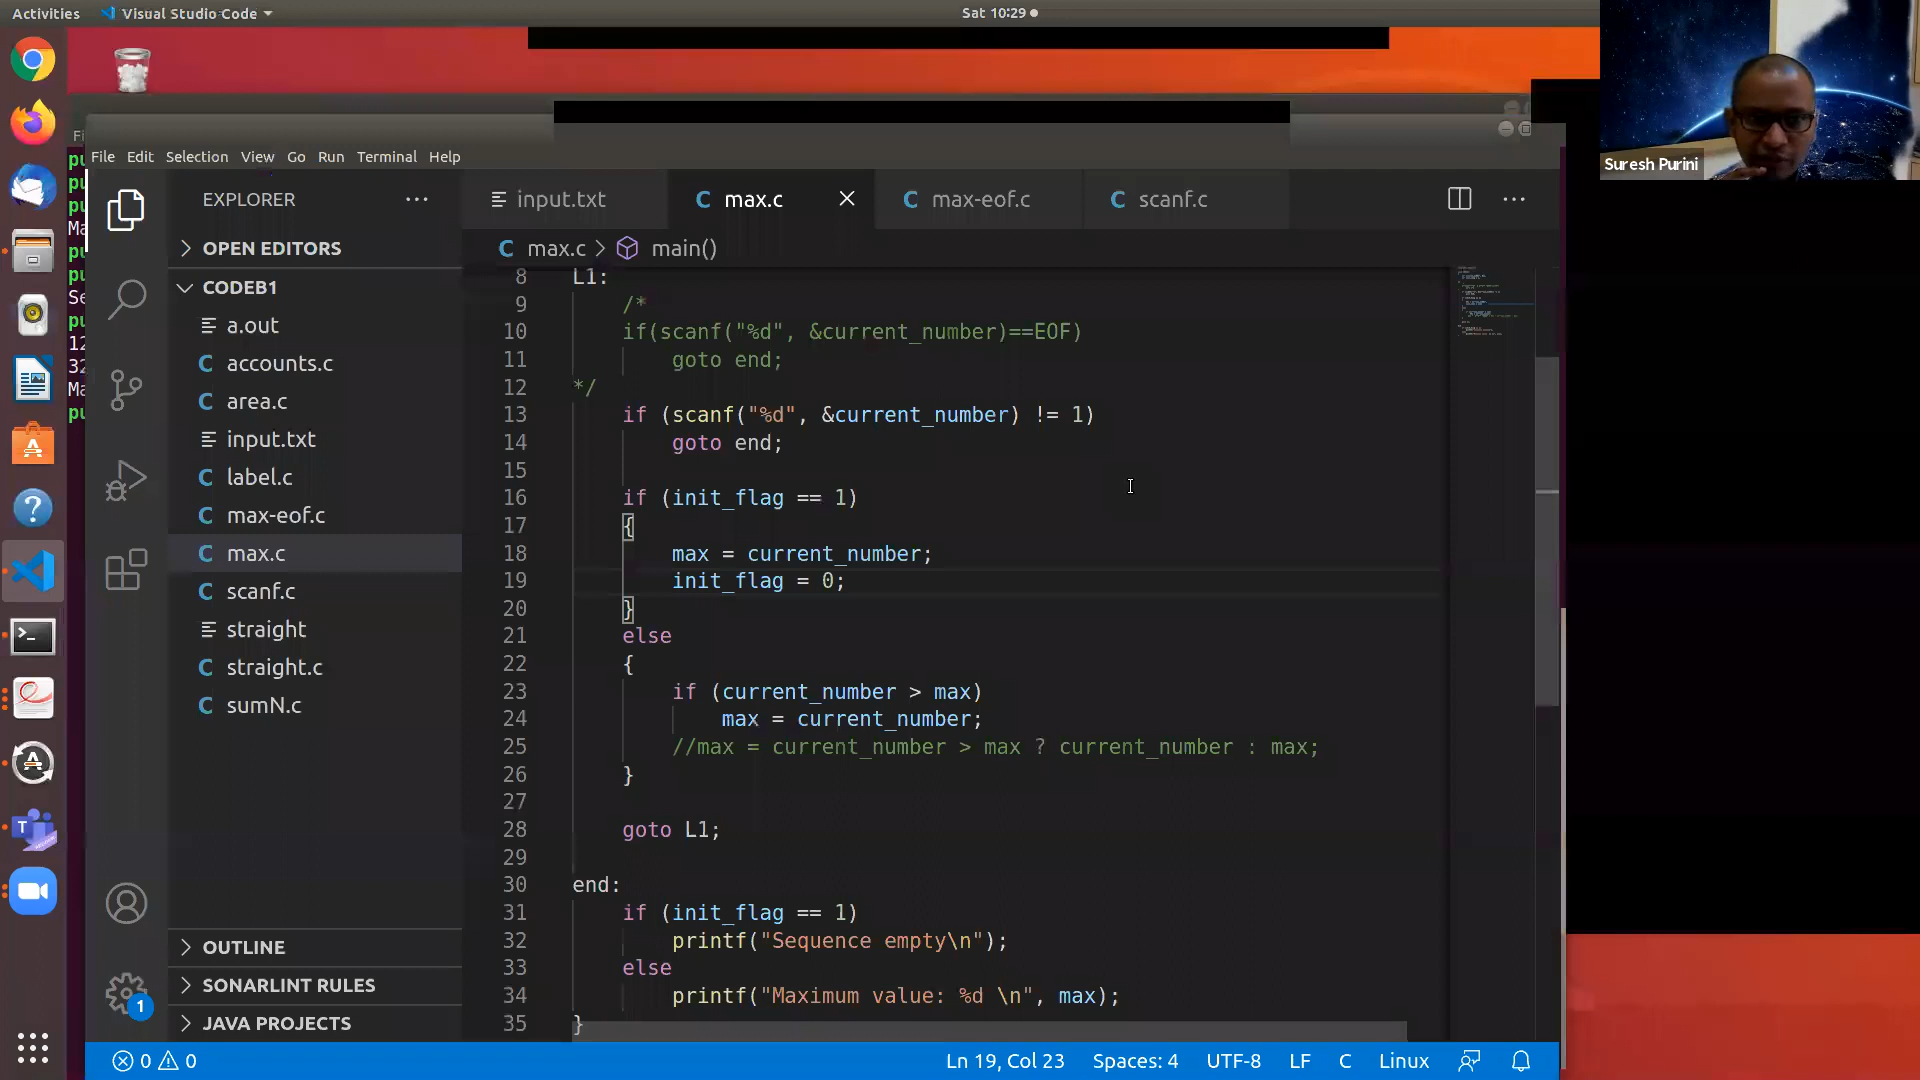 Activities
Visual Studio Code
Sat 10:29
Suresh Purini
File Edit Selection View Go Run Terminal Help
EXPLORER
input.txt
max.c
max-eof.c
scanf.c
OPEN EDITORS
max.c > main()
CODEB1
a.out
accounts.c
area.c
input.txt
label.c
max-eof.c
max.c
scanf.c
straight
straight.c
sumN.c
OUTLINE
SONARLINT RULES
JAVA PROJECTS
1
8 L1:
9 /*
10 if(scanf("%d", &current_number)==EOF)
11 goto end;
12 */
13 if (scanf("%d", &current_number) != 1)
14 goto end;
15
16 if (init_flag == 1)
17 {
18 max = current_number;
19 init_flag = 0;
20 }
21 else
22 {
23 if (current_number > max)
24 max = current_number;
25 //max = current_number > max ? current_number : max;
26 }
27
28 goto L1;
29
30 end:
31 if (init_flag == 1)
32 printf("Sequence empty\n");
33 else
34 printf("Maximum value: %d \n", max);
35 }
0 0
Ln 19, Col 23 Spaces: 4 UTF-8 LF C Linux